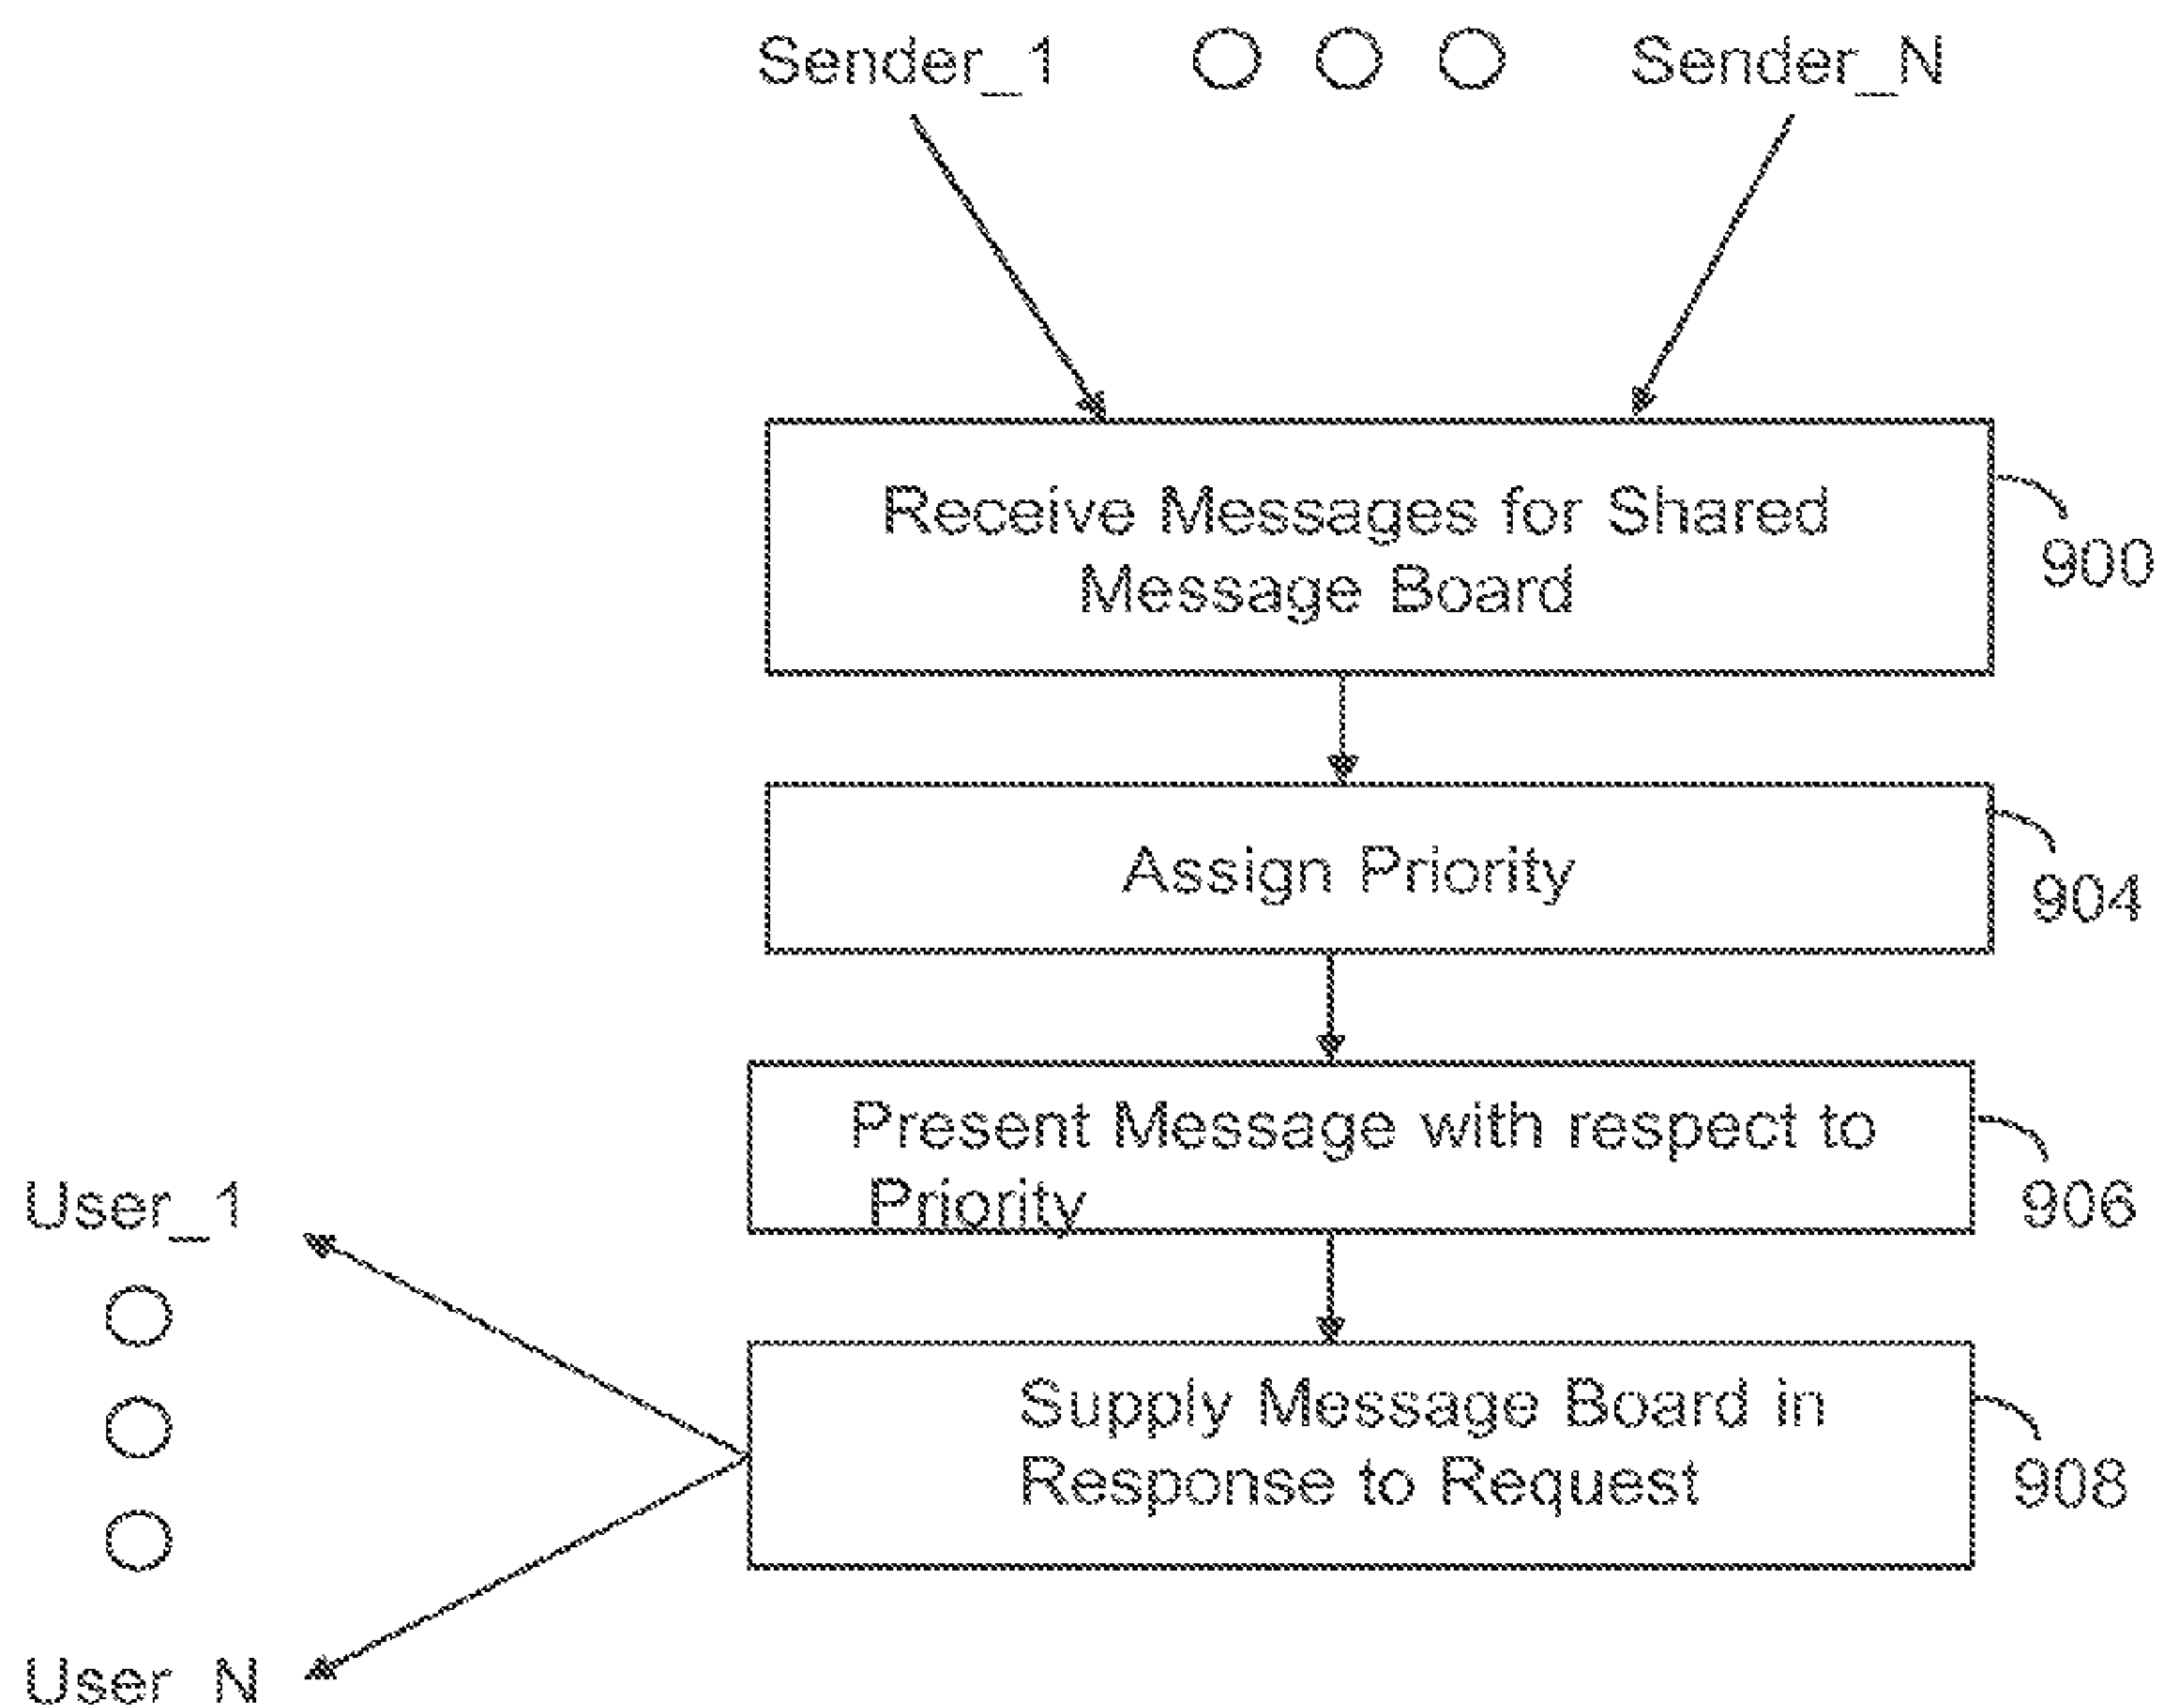 Sender_1
Sender_N
Receive Messages for Shared
Message Board
900
Assign Priority
904
Present Message with respect to
Priority
906
User_1
Supply Message Board in
Response to Request
908
User_N